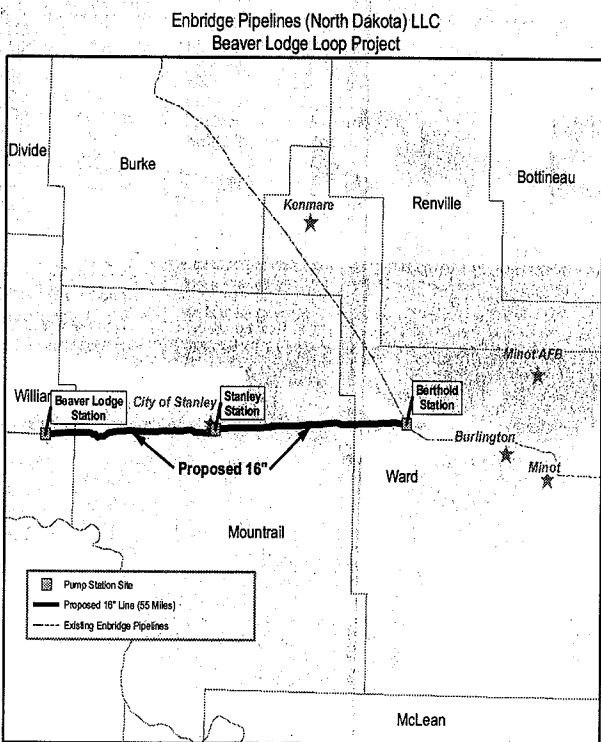 Enbridge Pipelines (North Dakota) LLC
Beaver Lodge Loop Project
Divide
Burke
Bottineau
Renville
Kenmare
Minot AFB
Williams
Beaver Lodge
Station
City of Stanley
Stanley
Station
Berthold
Station
Burlington
Minot
Proposed 16"
Ward
Mountrail
Pump Station Site
Proposed 16" Line (55 Miles)
Existing Enbridge Pipelines
McLean